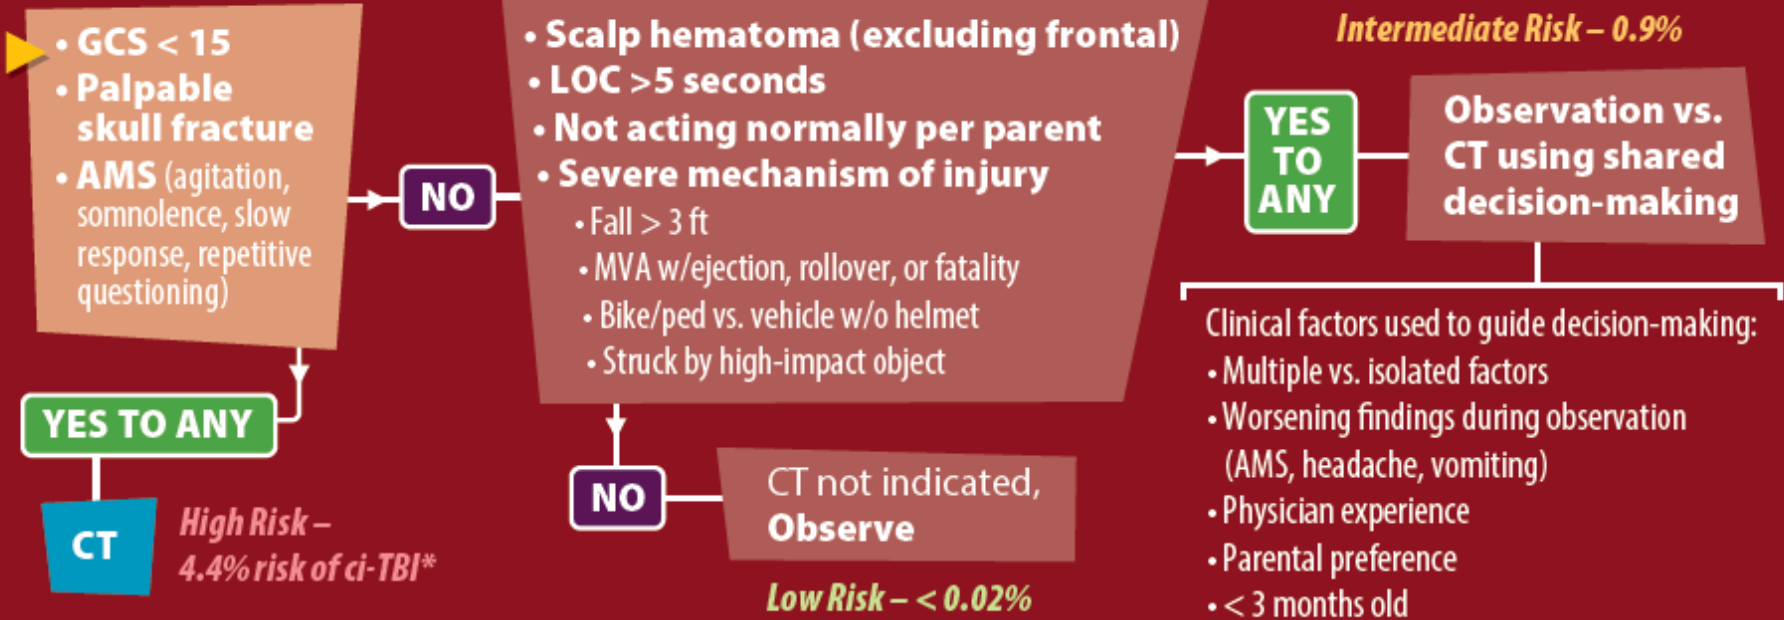 • GCS < 15
• Palpable
skull fracture
• AMS (agitation,
somnolence, slow
response, repetitive
questioning)
YES TO ANY
CT
High Risk –
4.4% risk of ci-TBI*
NO
• Scalp hematoma (excluding frontal)
• LOC >5 seconds
• Not acting normally per parent
• Severe mechanism of injury
• Fall > 3 ft
• MVA w/ejection, rollover, or fatality
• Bike/ped vs. vehicle w/o helmet
• Struck by high-impact object
NO
CT not indicated,
Observe
Low Risk – < 0.02%
Intermediate Risk – 0.9%
YES
TO
ANY
Observation vs.
CT using shared
decision-making
Clinical factors used to guide decision-making:
• Multiple vs. isolated factors
• Worsening findings during observation
(AMS, headache, vomiting)
• Physician experience
• Parental preference
• < 3 months old